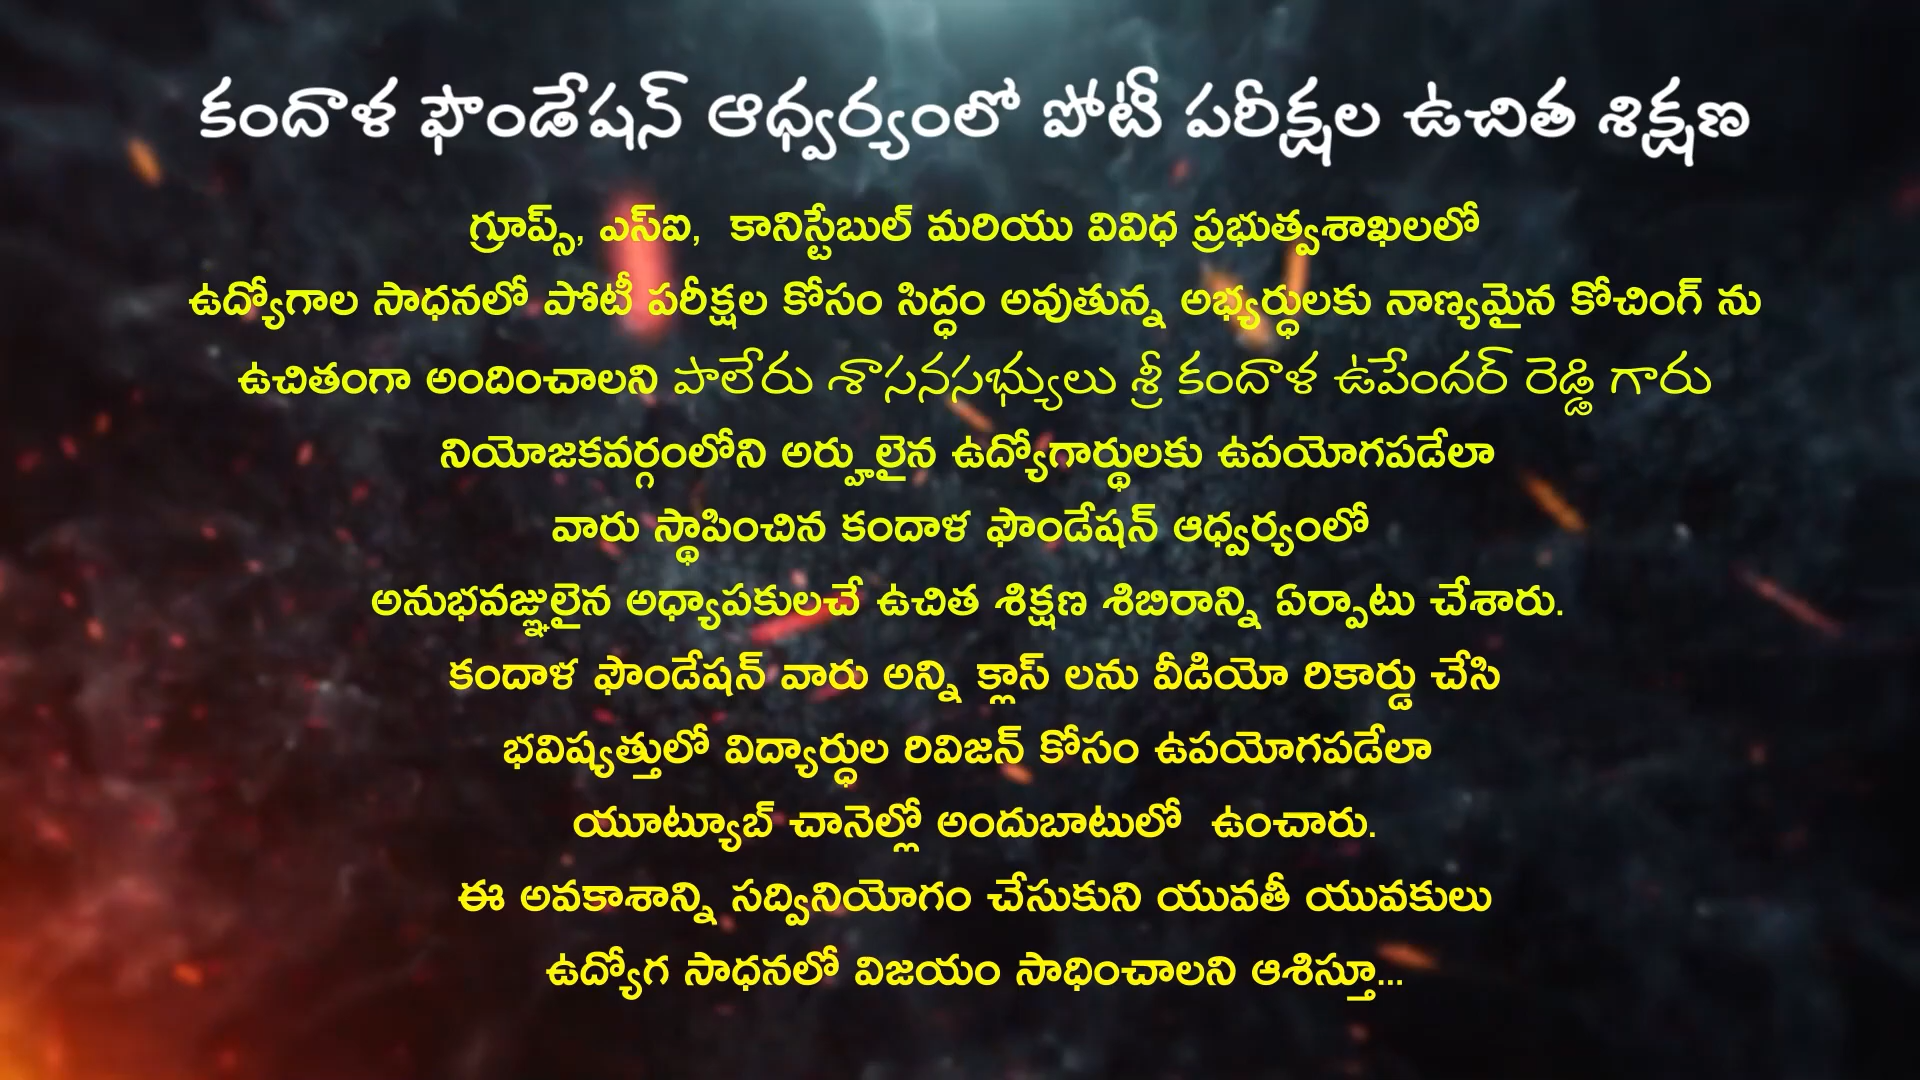 కందాళ ఫౌండేషన్ ఆధ్వర్యంలో పోటీ పరీక్షల ఉచిత శిక్షణ
గ్రూప్స్, ఎస్ఐ,  కానిస్టేబుల్ మరియు వివిధ ప్రభుత్వశాఖలలో
ఉద్యోగాల సాధనలో పోటీ పరీక్షల కోసం సిద్ధం అవుతున్న అభ్యర్ధులకు నాణ్యమైన కోచింగ్ ను
ఉచితంగా అందించాలని పాలేరు శాసనసభ్యులు శ్రీ కందాళ ఉపేందర్ రెడ్డి గారు
నియోజకవర్గంలోని అర్హులైన ఉద్యోగార్థులకు ఉపయోగపడేలా
వారు స్థాపించిన కందాళ ఫౌండేషన్ ఆధ్వర్యంలో
అనుభవజ్ఞులైన అధ్యాపకులచే ఉచిత శిక్షణ శిబిరాన్ని ఏర్పాటు చేశారు.
కందాళ ఫౌండేషన్ వారు అన్ని క్లాస్ లను వీడియో రికార్డు చేసి
భవిష్యత్తులో విద్యార్ధుల రివిజన్ కోసం ఉపయోగపడేలా
యూట్యూబ్ చానెల్లో అందుబాటులో  ఉంచారు.
ఈ అవకాశాన్ని సద్వినియోగం చేసుకుని యువతీ యువకులు
ఉద్యోగ సాధనలో విజయం సాధించాలని ఆశిస్తూ...